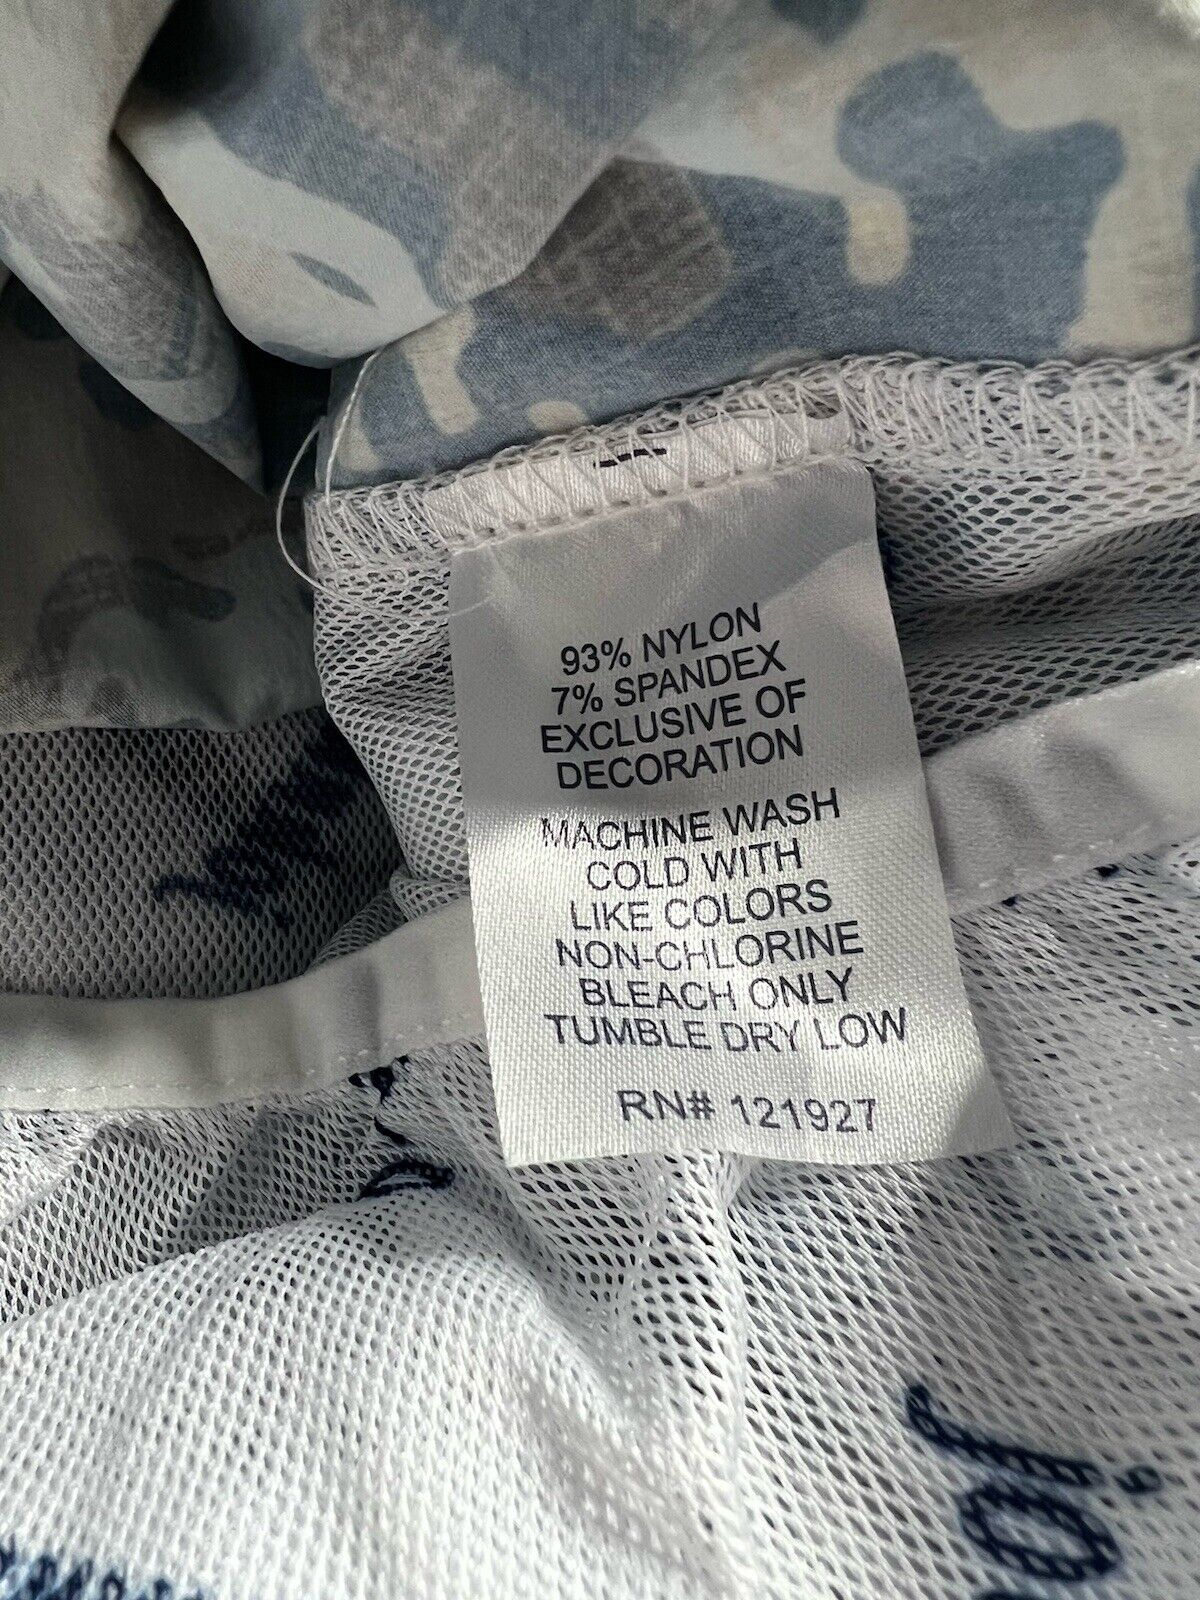 93% NYLON
7% SPANDEX
EXCLUSIVE OF
DECORATION
MACHINE WASH
COLD WITH
LIKE COLORS
NON-CHLORINE
BLEACH ONLY
TUMBLE DRY LOW
RN# 121927